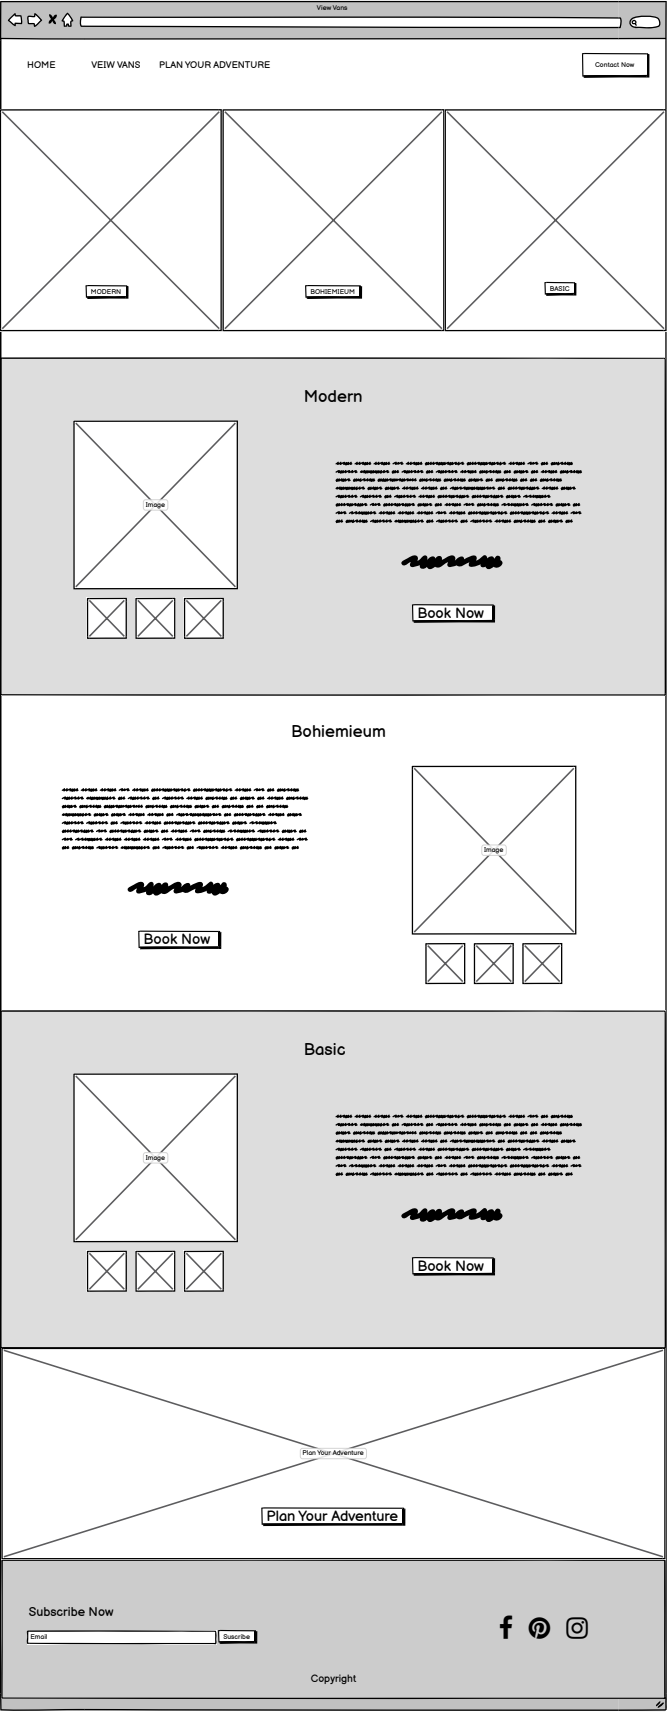 View Vans
HOME VEIW VANS PLAN YOUR ADVENTURE Contact Now
MODERN BOHIEMIEUM BASIC
Modern
Image
Book Now
Bohiemieum
Image
Book Now
Basic
Image
Book Now
Plan Your Adventure
Plan Your Adventure
Subscribe Now
Email Suscribe
Copyright